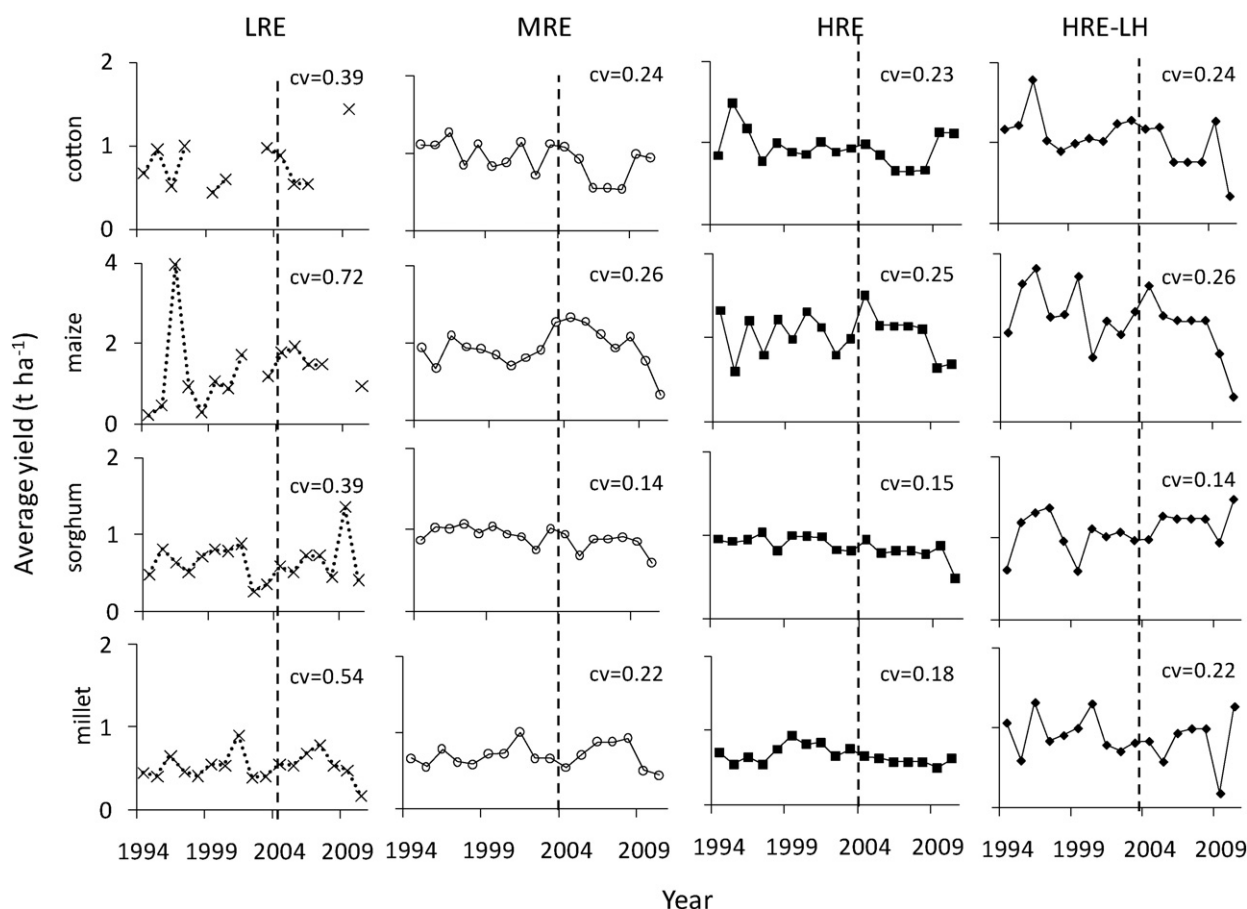 LRE MRE HRE HRE-LH
Average yield (t ha⁻¹)
cotton
2
1
0
cv=0.39 cv=0.24 cv=0.23 cv=0.24
maize
4
2
0
cv=0.72 cv=0.26 cv=0.25 cv=0.26
sorghum
2
1
0
cv=0.39 cv=0.14 cv=0.15 cv=0.14
millet
2
1
0
cv=0.54 cv=0.22 cv=0.18 cv=0.22
1994 1999 2004 2009 1994 1999 2004 2009 1994 1999 2004 2009 1994 1999 2004 2009
Year